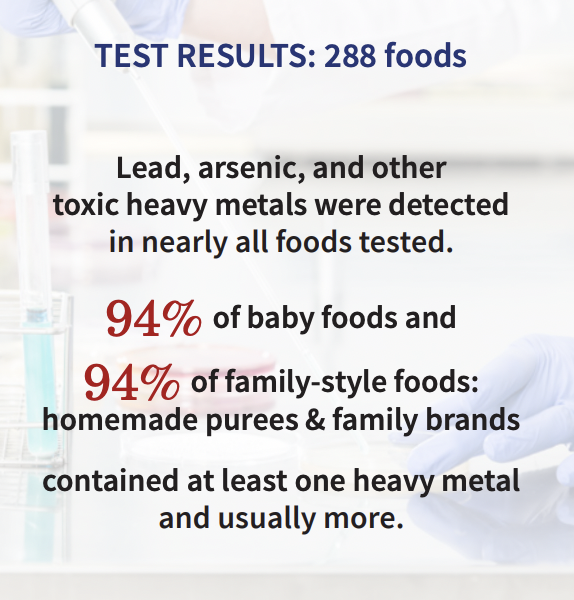 TEST RESULTS: 288 foods
Lead, arsenic, and other
toxic heavy metals were detected
in nearly all foods tested.
94% of baby foods and
94% of family-style foods:
homemade purees & family brands
contained at least one heavy metal
and usually more.